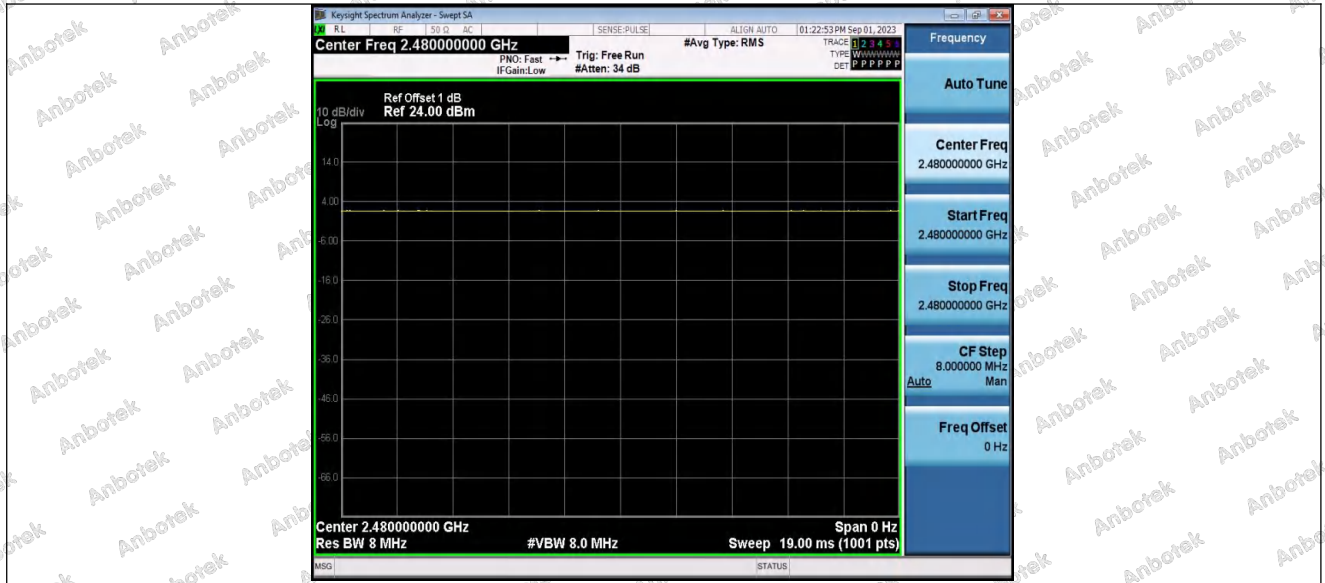 Keysight Spectrum Analyzer - Swept SA
RL RF 50 Ω AC SENSE:PULSE ALIGN AUTO 01:22:53 PM Sep 01, 2023
Center Freq 2.480000000 GHz
PNO: Fast
IFGain:Low
Trig: Free Run
#Atten: 34 dB
#Avg Type: RMS
TRACE 1 2 3 4 5 6
TYPE WWWWWW
DET P P P P P P
Ref Offset 1 dB
10 dB/div Ref 24.00 dBm
Log
14.0
4.00
-6.00
-16.0
-26.0
-36.0
-46.0
-56.0
-66.0
Center 2.480000000 GHz Span 0 Hz
Res BW 8 MHz #VBW 8.0 MHz Sweep 19.00 ms (1001 pts)
MSG STATUS
Frequency
Auto Tune
Center Freq
2.480000000 GHz
Start Freq
2.480000000 GHz
Stop Freq
2.480000000 GHz
CF Step
8.000000 MHz
Auto Man
Freq Offset
0 Hz
Anbotek